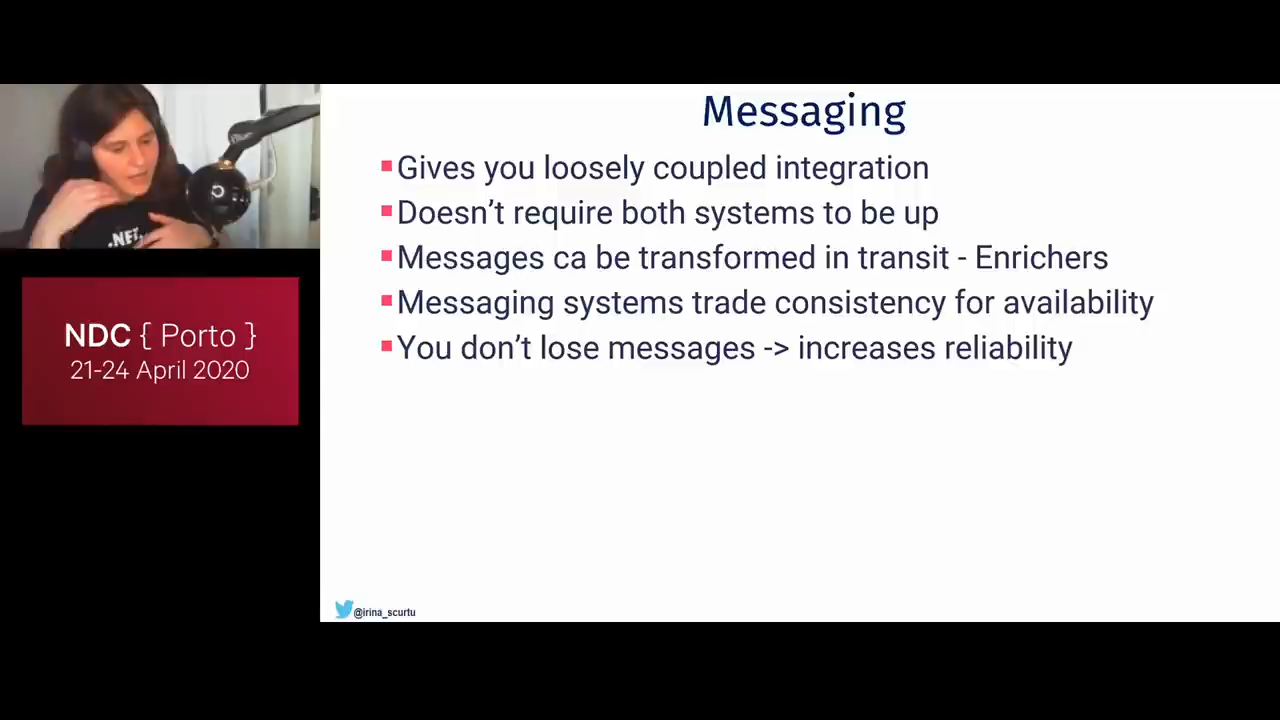 Messaging
Gives you loosely coupled integration
Doesn’t require both systems to be up
Messages ca be transformed in transit - Enrichers
Messaging systems trade consistency for availability
You don’t lose messages -> increases reliability
.NET
NDC { Porto }
21-24 April 2020
@irina_scurtu